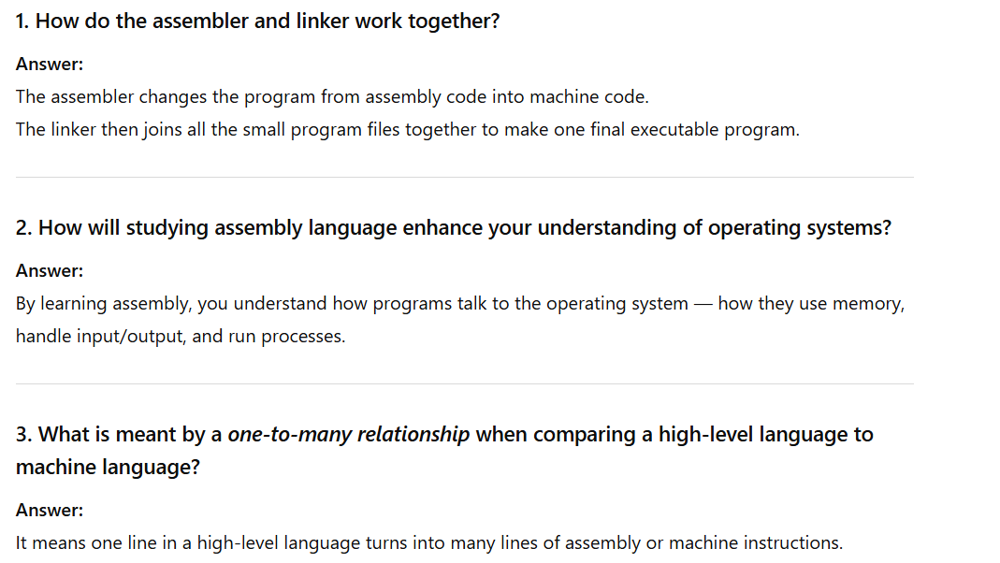 1. How do the assembler and linker work together?
Answer:
The assembler changes the program from assembly code into machine code.
The linker then joins all the small program files together to make one final executable program.
2. How will studying assembly language enhance your understanding of operating systems?
Answer:
By learning assembly, you understand how programs talk to the operating system — how they use memory,
handle input/output, and run processes.
3. What is meant by a one-to-many relationship when comparing a high-level language to
machine language?
Answer:
It means one line in a high-level language turns into many lines of assembly or machine instructions.